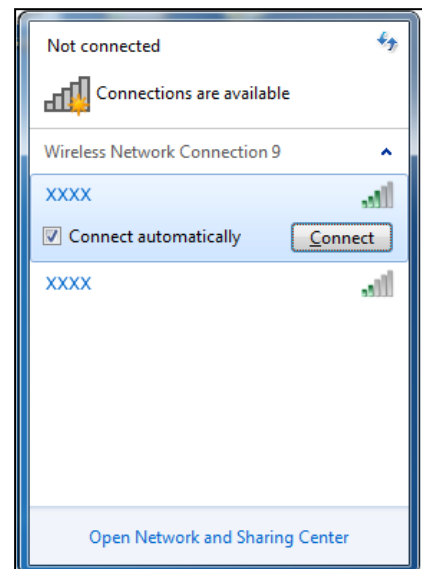 Not connected
Connections are available
Wireless Network Connection 9
XXXX
Connect automatically Connect
XXXX
Open Network and Sharing Center